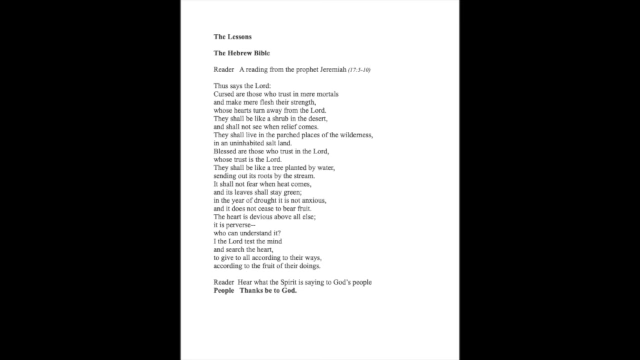 The Lessons
The Hebrew Bible
Reader A reading from the prophet Jeremiah (17:5-10)
Thus says the Lord:
Cursed are those who trust in mere mortals
and make mere flesh their strength,
whose hearts turn away from the Lord.
They shall be like a shrub in the desert,
and shall not see when relief comes.
They shall live in the parched places of the wilderness,
in an uninhabited salt land.
Blessed are those who trust in the Lord,
whose trust is the Lord.
They shall be like a tree planted by water,
sending out its roots by the stream.
It shall not fear when heat comes,
and its leaves shall stay green;
in the year of drought it is not anxious,
and it does not cease to bear fruit.
The heart is devious above all else;
it is perverse--
who can understand it?
I the Lord test the mind
and search the heart,
to give to all according to their ways,
according to the fruit of their doings.
Reader Hear what the Spirit is saying to God's people
People Thanks be to God.